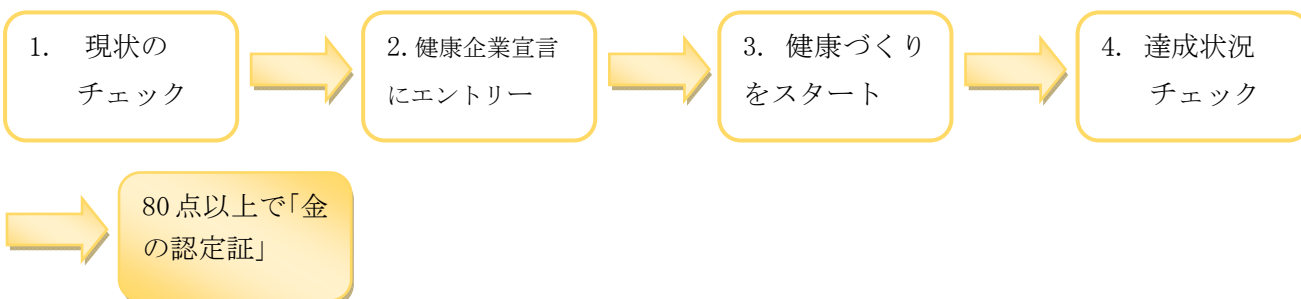 1. 現状の
チェック
2.健康企業宣言
にエントリー
3. 健康づくり
をスタート
4. 達成状況
チェック
80点以上で「金
の認定証」